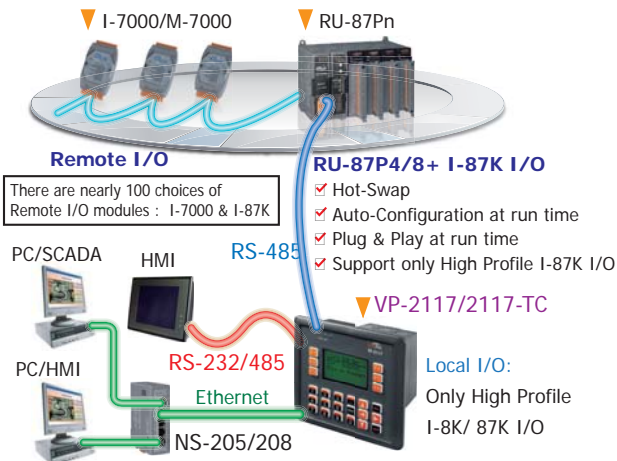 I-7000/M-7000
RU-87Pn
Remote I/O
There are nearly 100 choices of
Remote I/O modules : I-7000 & I-87K
RU-87P4/8+ I-87K I/O
Hot-Swap
Auto-Configuration at run time
Plug & Play at run time
Support only High Profile I-87K I/O
RS-485
PC/SCADA
HMI
VP-2117/2117-TC
RS-232/485
PC/HMI
Ethernet
NS-205/208
Local I/O:
Only High Profile
I-8K/ 87K I/O